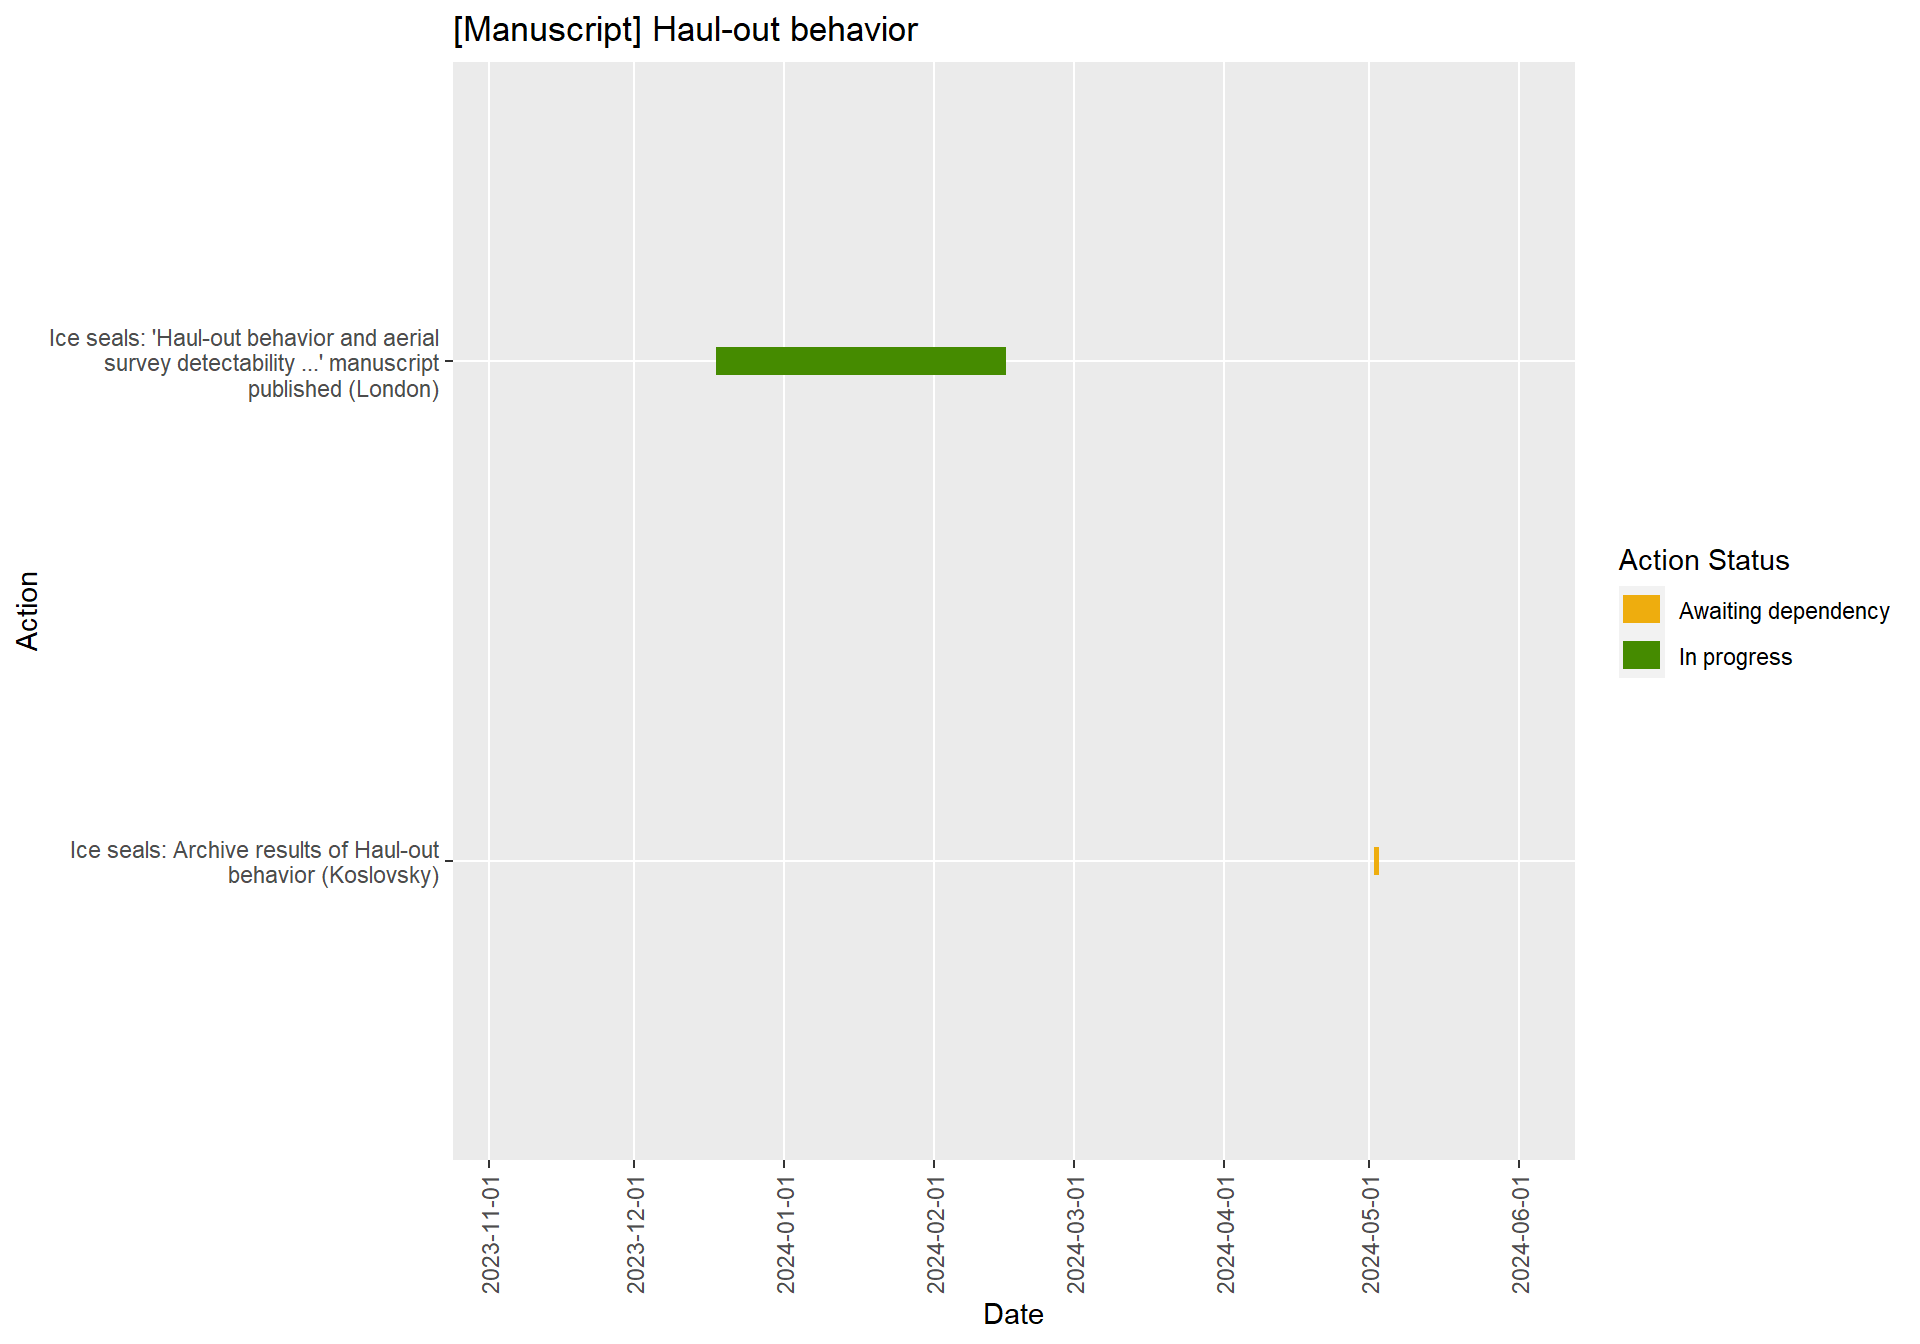 [Manuscript] Haul-out behavior
Action
Ice seals: 'Haul-out behavior and aerial
survey detectability ...' manuscript
published (London)
Ice seals: Archive results of Haul-out
behavior (Koslovsky)
2023-11-01
2023-12-01
2024-01-01
2024-02-01
2024-03-01
2024-04-01
2024-05-01
2024-06-01
Date
Action Status
Awaiting dependency
In progress